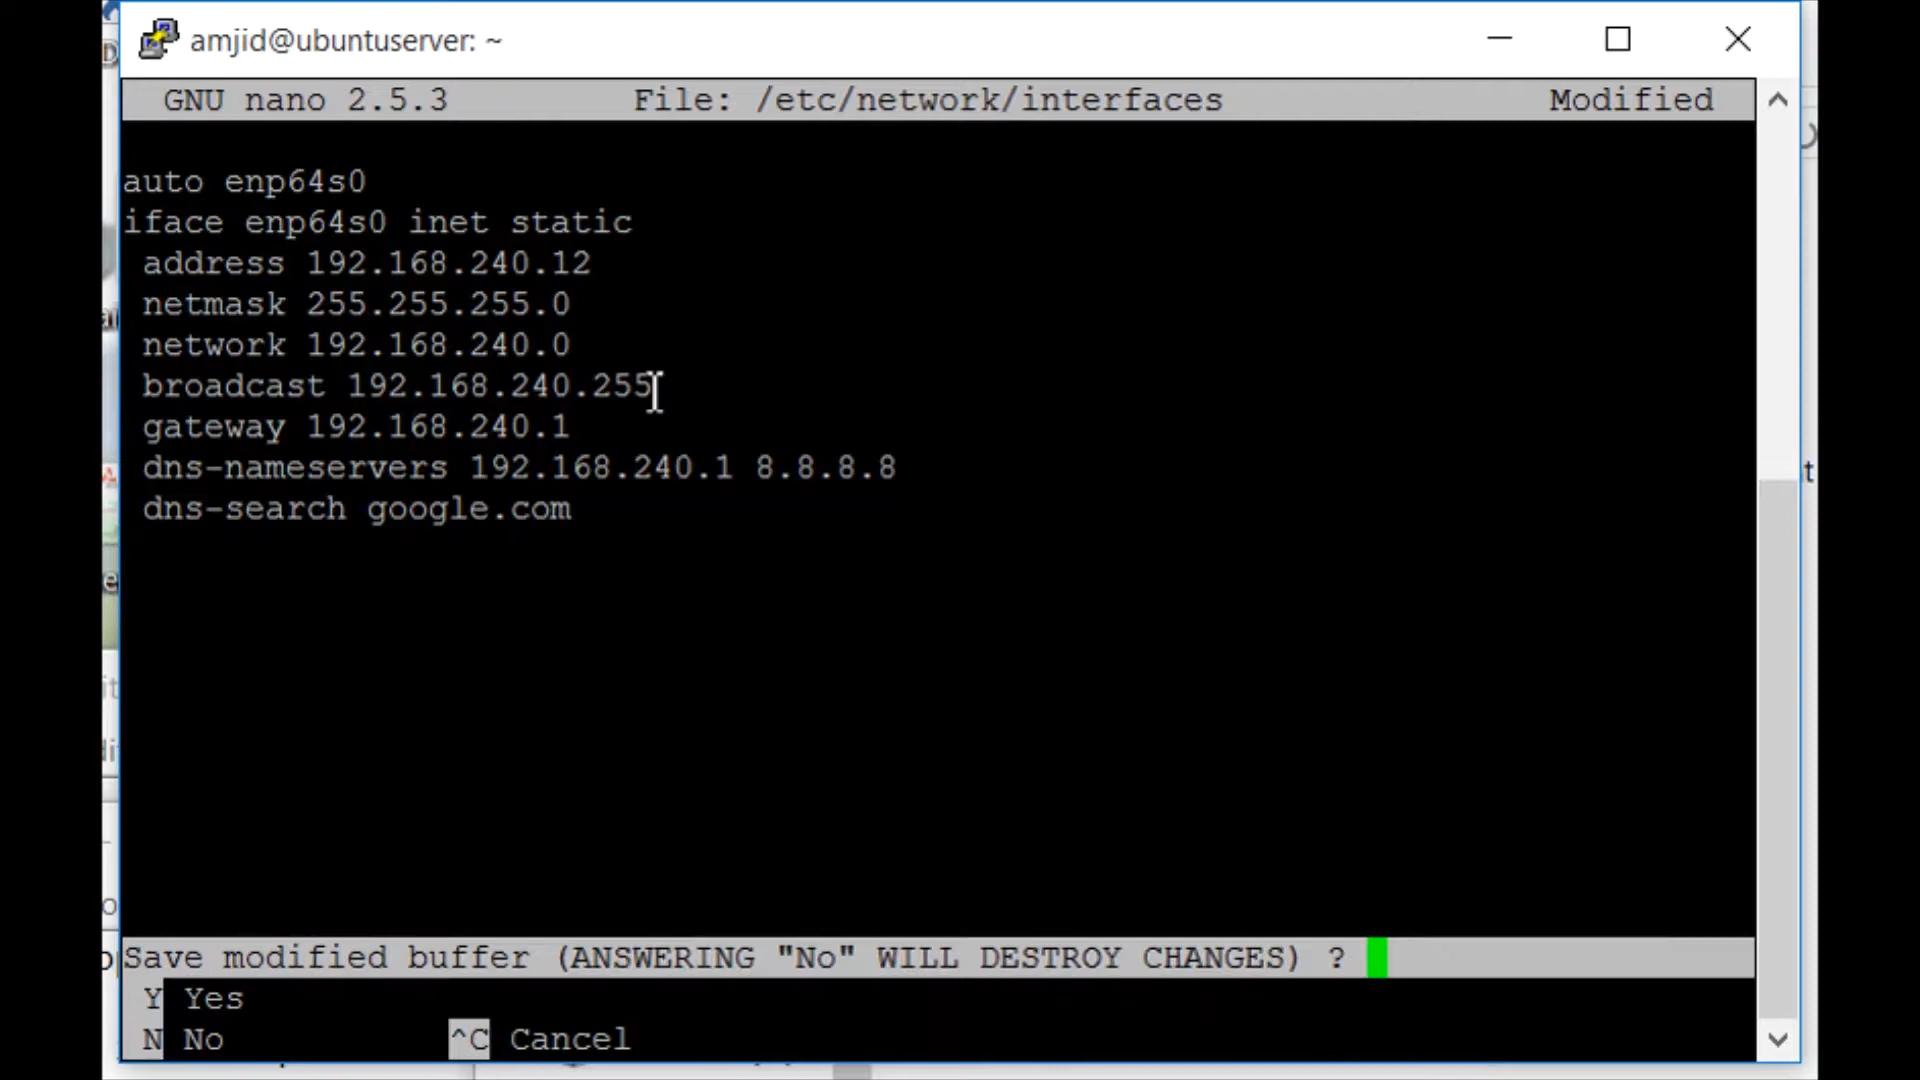 amjid@ubuntuserver: ~
GNU nano 2.5.3 File: /etc/network/interfaces Modified
auto enp64s0
iface enp64s0 inet static
address 192.168.240.12
netmask 255.255.255.0
network 192.168.240.0
broadcast 192.168.240.255
gateway 192.168.240.1
dns-nameservers 192.168.240.1 8.8.8.8
dns-search google.com
Save modified buffer (ANSWERING "No" WILL DESTROY CHANGES) ?
Y Yes
N No ^C Cancel